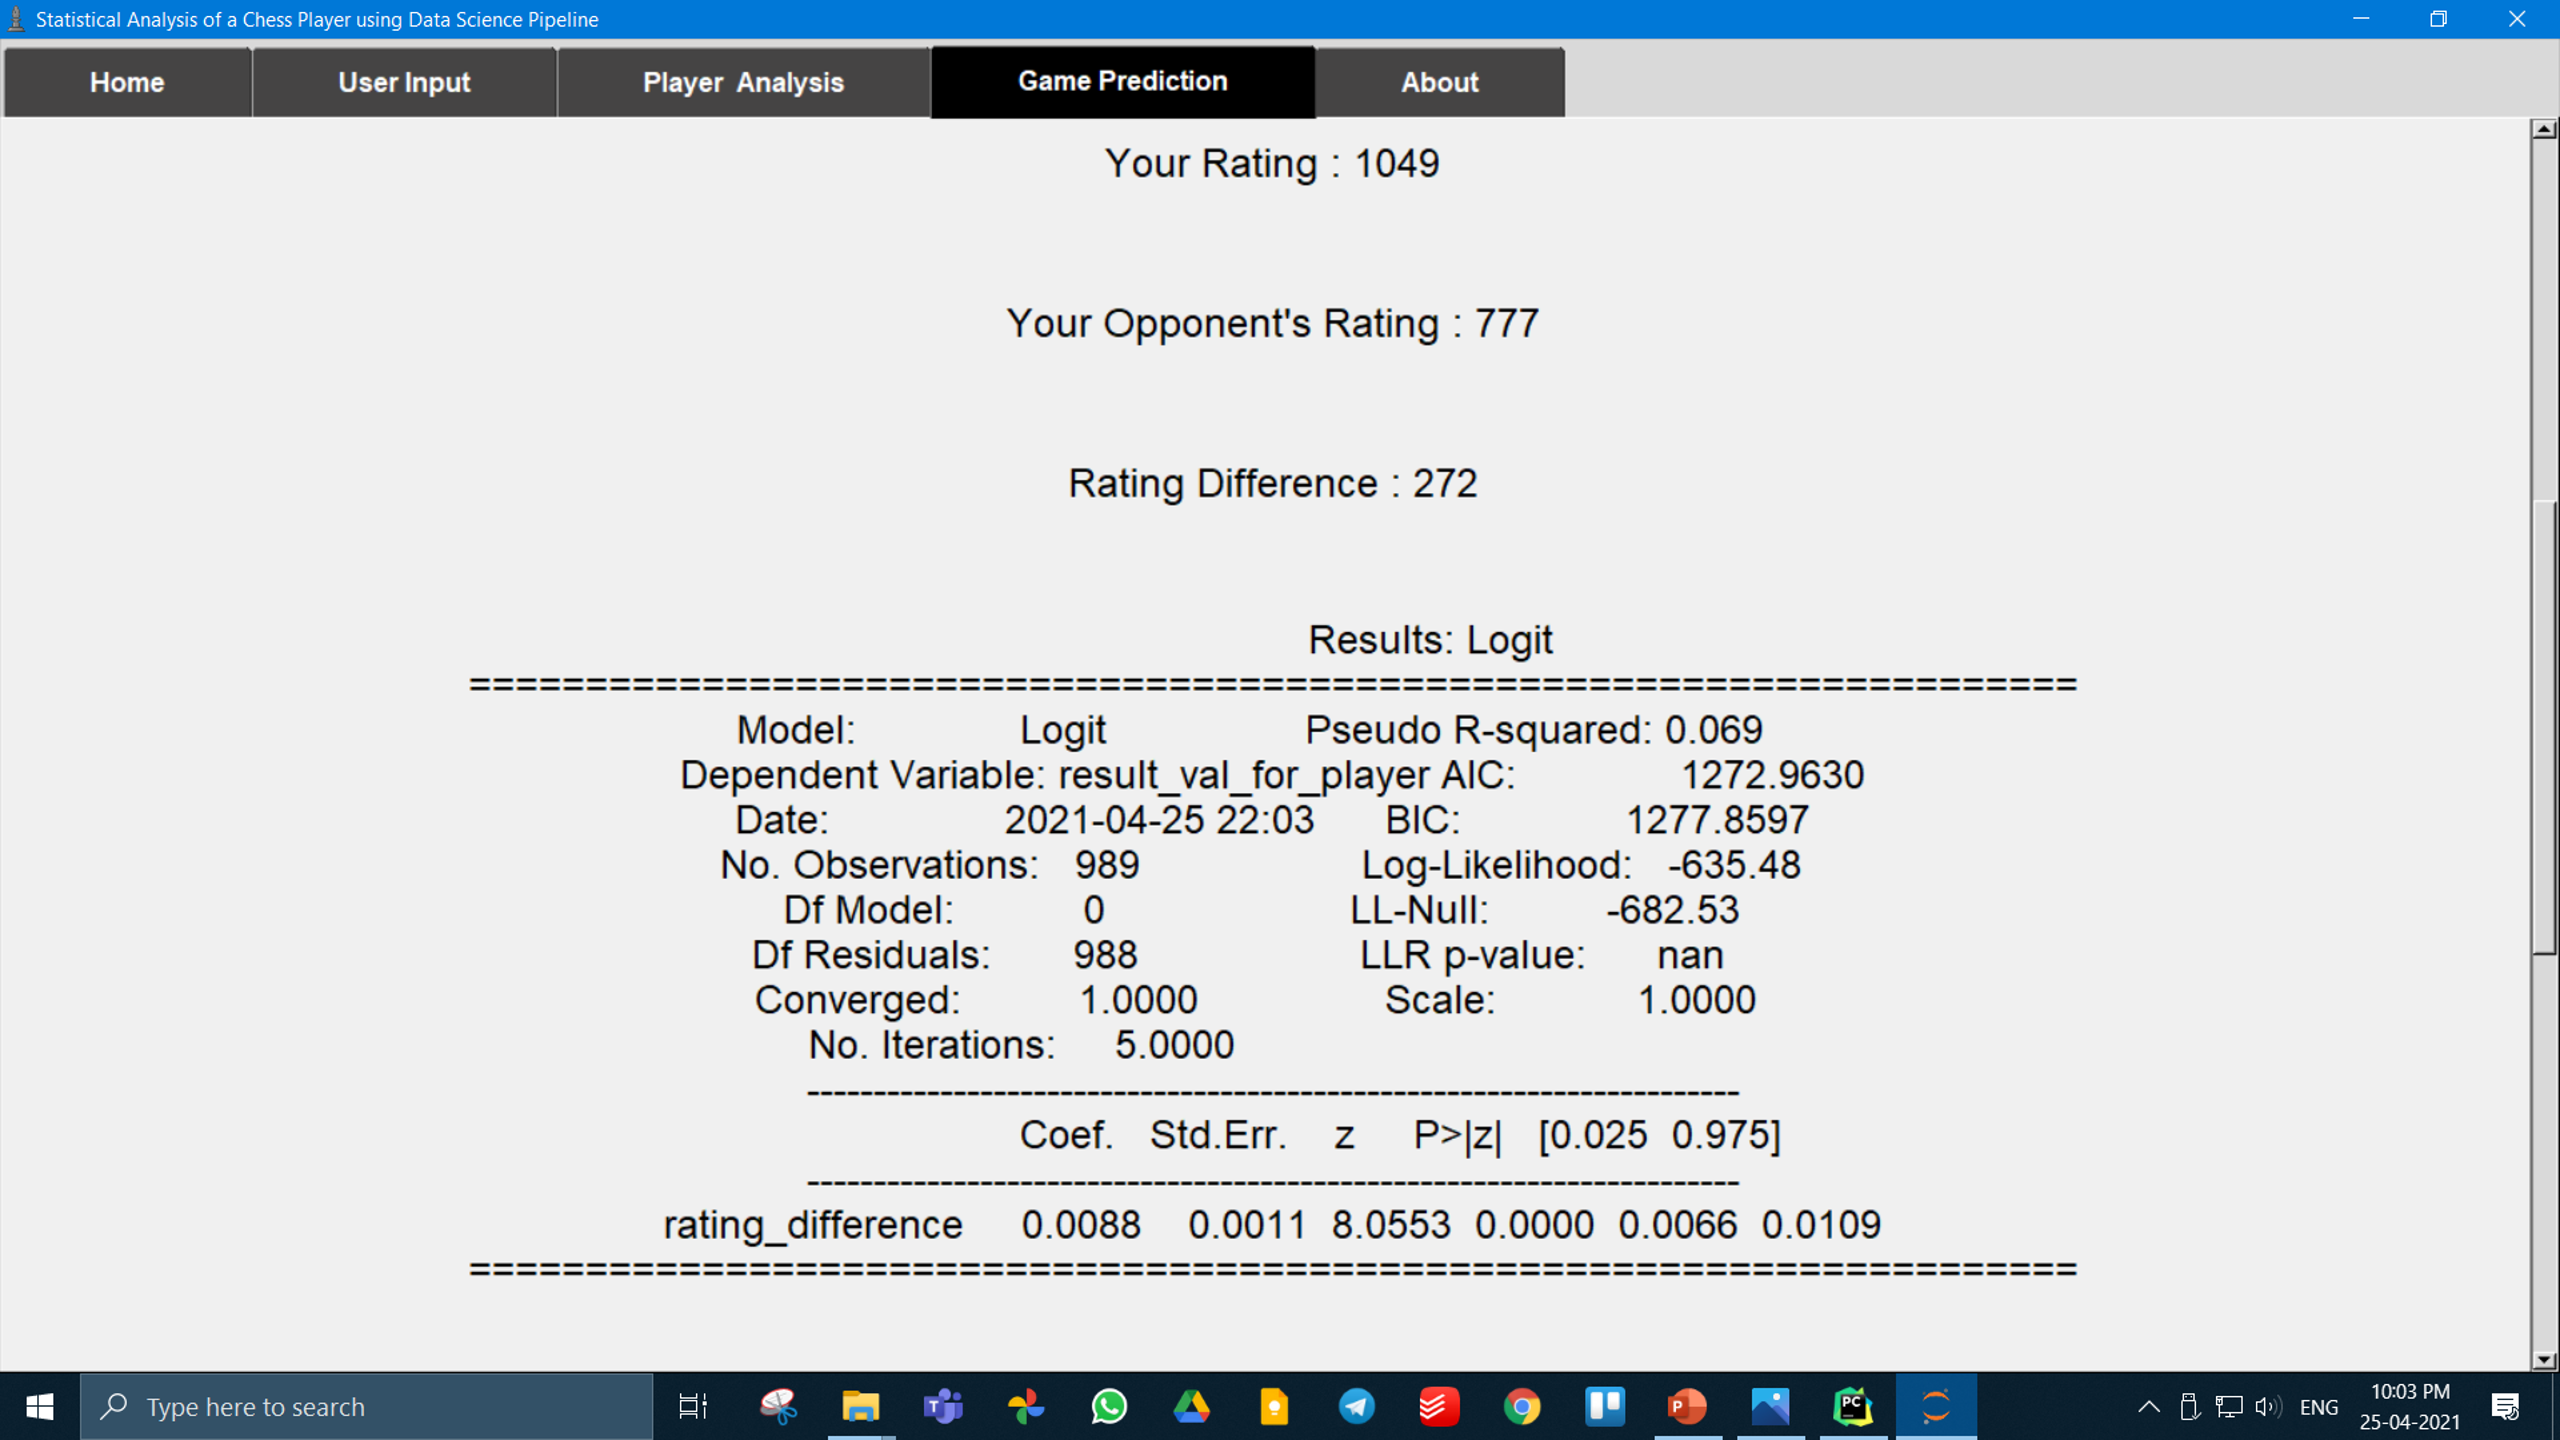 Statistical Analysis of a Chess Player using Data Science Pipeline
Home User Input Player Analysis Game Prediction About
Your Rating : 1049
Your Opponent's Rating : 777
Rating Difference : 272
Results: Logit
=====================================================================
Model: Logit Pseudo R-squared: 0.069
Dependent Variable: result_val_for_player AIC: 1272.9630
Date: 2021-04-25 22:03 BIC: 1277.8597
No. Observations: 989 Log-Likelihood: -635.48
Df Model: 0 LL-Null: -682.53
Df Residuals: 988 LLR p-value: nan
Converged: 1.0000 Scale: 1.0000
No. Iterations: 5.0000
---------------------------------------------------------------------
Coef. Std.Err. z P>|z| [0.025 0.975]
---------------------------------------------------------------------
rating_difference 0.0088 0.0011 8.0553 0.0000 0.0066 0.0109
=====================================================================
Type here to search
ENG
10:03 PM
25-04-2021